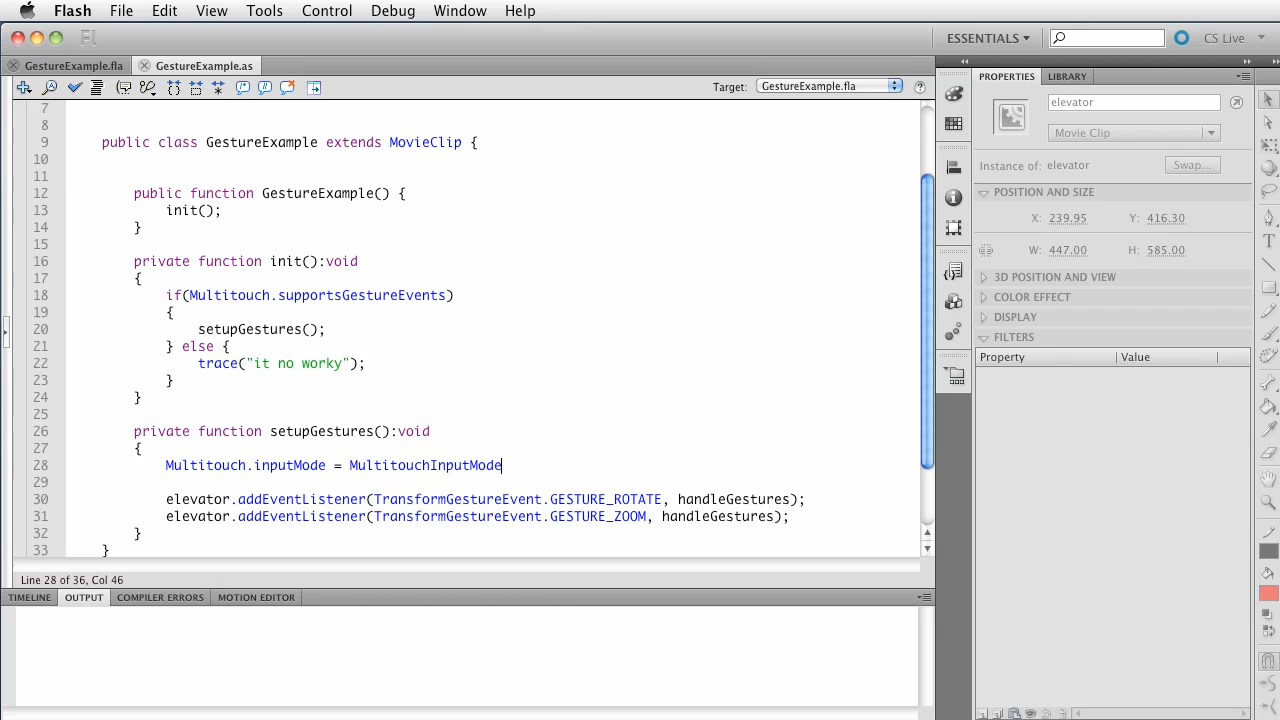 Flash File Edit View Tools Control Debug Window Help
Fl ESSENTIALS CS Live
GestureExample.fla GestureExample.as
PROPERTIES LIBRARY
Target: GestureExample.fla
elevator
Movie Clip
Instance of: elevator Swap...
POSITION AND SIZE
X: 239.95 Y: 416.30
W: 447.00 H: 585.00
3D POSITION AND VIEW
COLOR EFFECT
DISPLAY
FILTERS
Property Value
7
8
9 public class GestureExample extends MovieClip {
10
11
12 public function GestureExample() {
13 init();
14 }
15
16 private function init():void
17 {
18 if(Multitouch.supportsGestureEvents)
19 {
20 setupGestures();
21 } else {
22 trace("it no worky");
23 }
24 }
25
26 private function setupGestures():void
27 {
28 Multitouch.inputMode = MultitouchInputMode
29
30 elevator.addEventListener(TransformGestureEvent.GESTURE_ROTATE, handleGestures);
31 elevator.addEventListener(TransformGestureEvent.GESTURE_ZOOM, handleGestures);
32 }
33 }
Line 28 of 36, Col 46
TIMELINE OUTPUT COMPILER ERRORS MOTION EDITOR